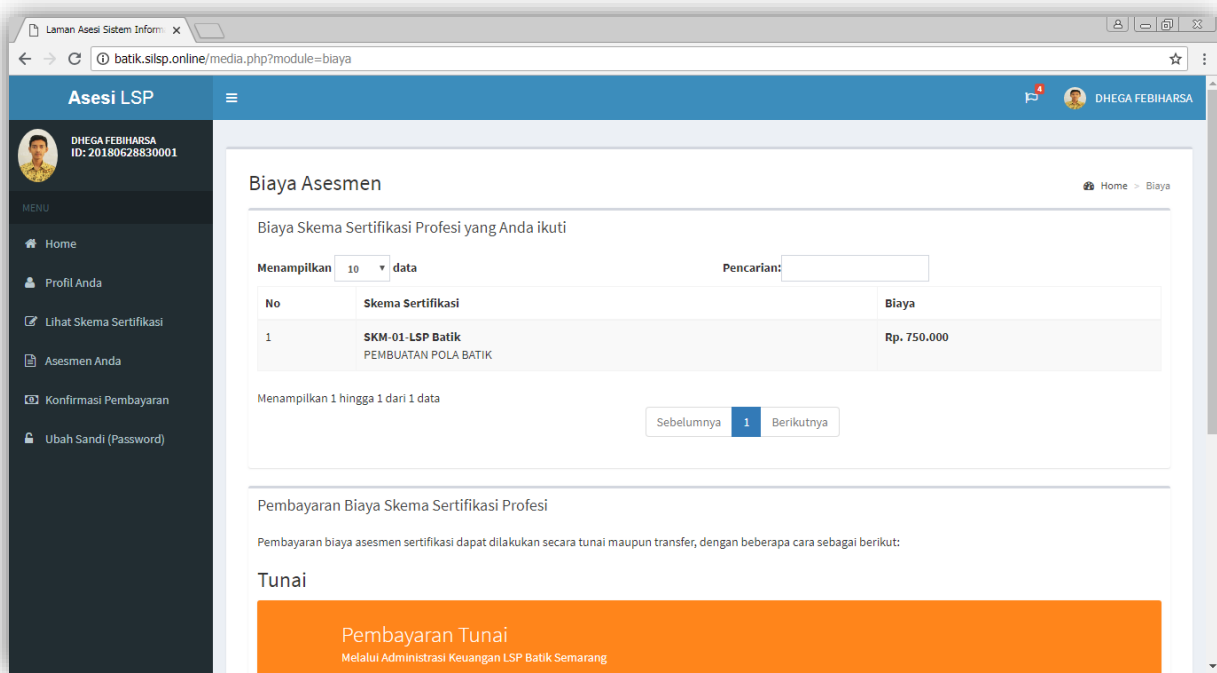 Laman Asesi Sistem Inform
batik.silsp.online/media.php?module=biaya
Asesi LSP
4
DHEGA FEBIHARSA
DHEGA FEBIHARSA
ID: 20180628830001
MENU
Home
Profil Anda
Lihat Skema Sertifikasi
Asesmen Anda
Konfirmasi Pembayaran
Ubah Sandi (Password)
Biaya Asesmen
Home > Biaya
Biaya Skema Sertifikasi Profesi yang Anda ikuti
Menampilkan 10 data Pencarian:
No Skema Sertifikasi Biaya
1 SKM-01-LSP Batik Rp. 750.000
PEMBUATAN POLA BATIK
Menampilkan 1 hingga 1 dari 1 data
Sebelumnya 1 Berikutnya
Pembayaran Biaya Skema Sertifikasi Profesi
Pembayaran biaya asesmen sertifikasi dapat dilakukan secara tunai maupun transfer, dengan beberapa cara sebagai berikut:
Tunai
Pembayaran Tunai
Melalui Administrasi Keuangan LSP Batik Semarang